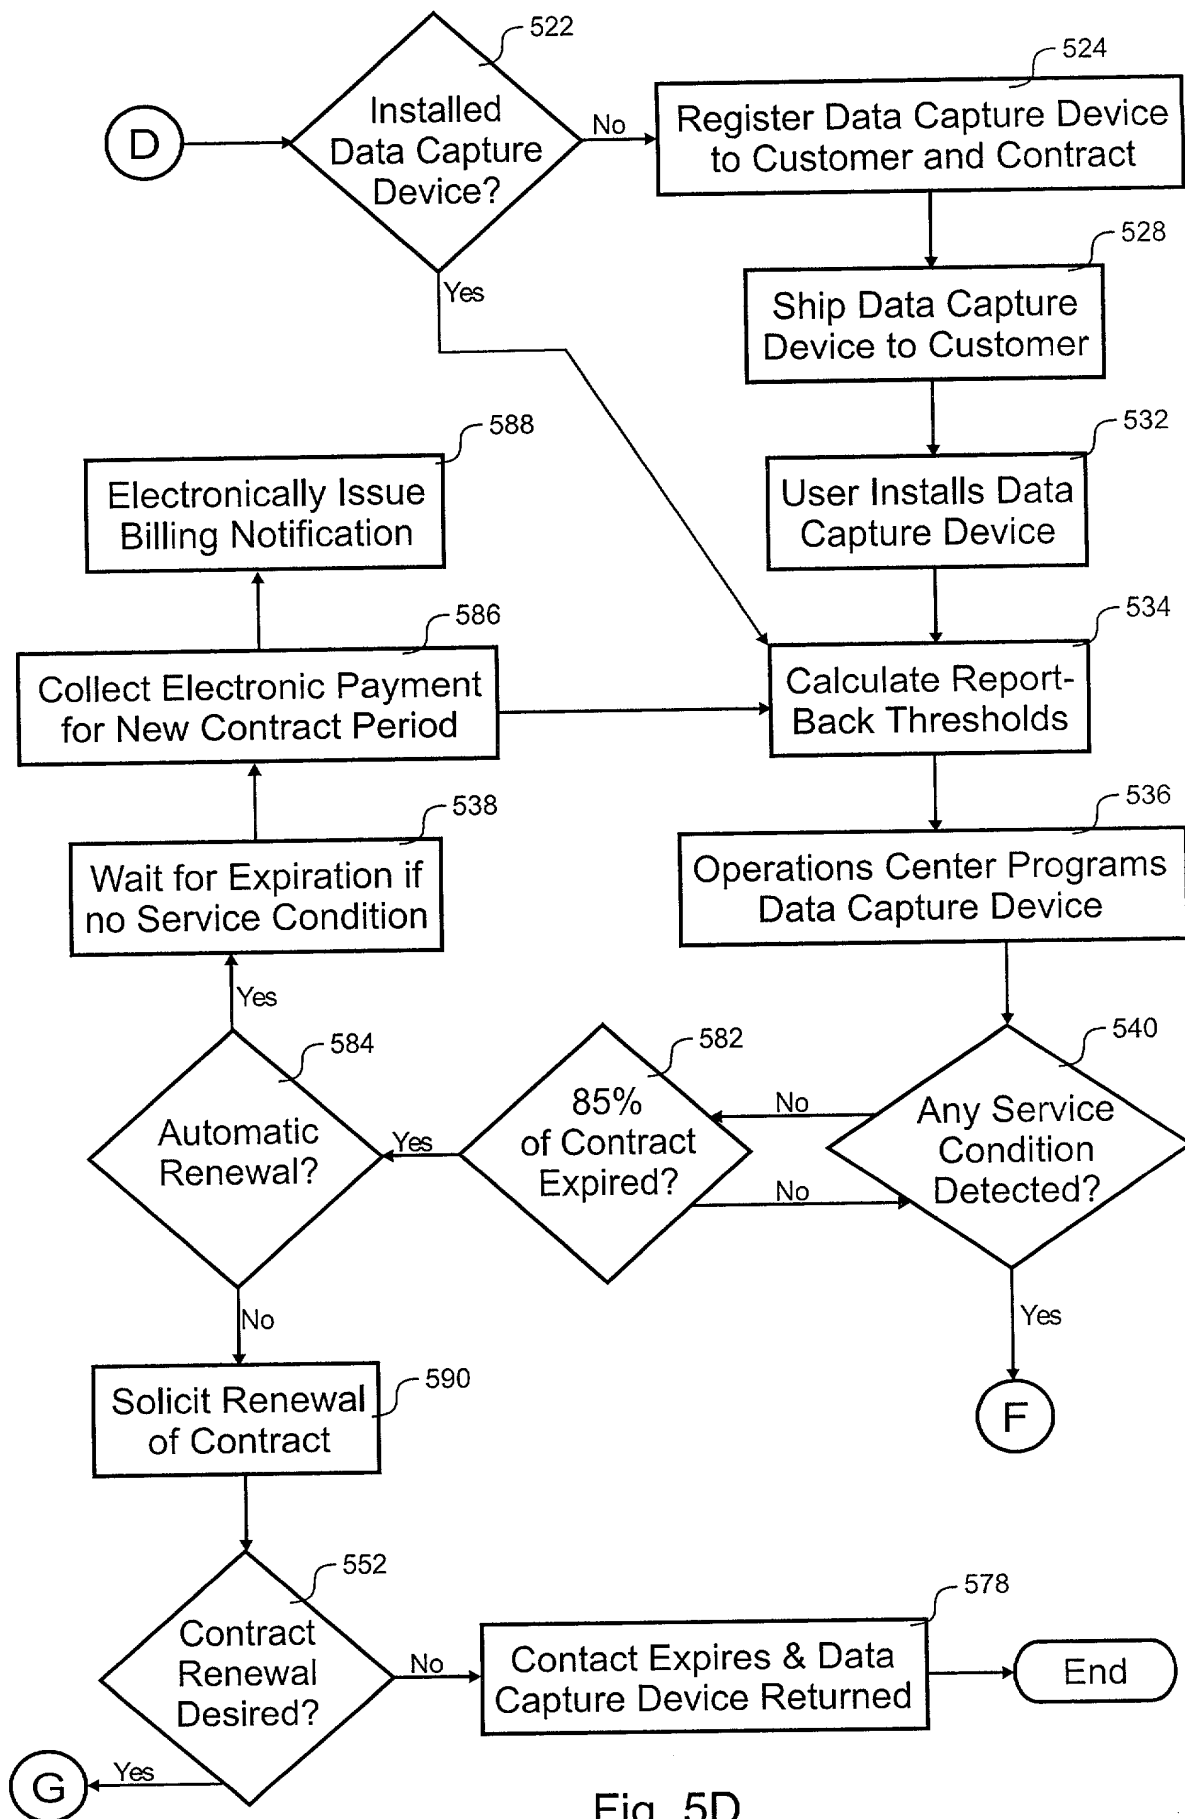 522
524
D
Installed
Data Capture
Device?
No
Register Data Capture Device
to Customer and Contract
Yes
528
Ship Data Capture
Device to Customer
532
User Installs Data
Capture Device
588
Electronically Issue
Billing Notification
586
Collect Electronic Payment
for New Contract Period
534
Calculate Report-
Back Thresholds
538
Wait for Expiration if
no Service Condition
536
Operations Center Programs
Data Capture Device
Yes
584
Automatic
Renewal?
Yes
582
85%
of Contract
Expired?
No
No
540
Any Service
Condition
Detected?
Yes
F
No
590
Solicit Renewal
of Contract
552
Contract
Renewal
Desired?
No
578
Contact Expires & Data
Capture Device Returned
End
Yes
G
Fig. 5D